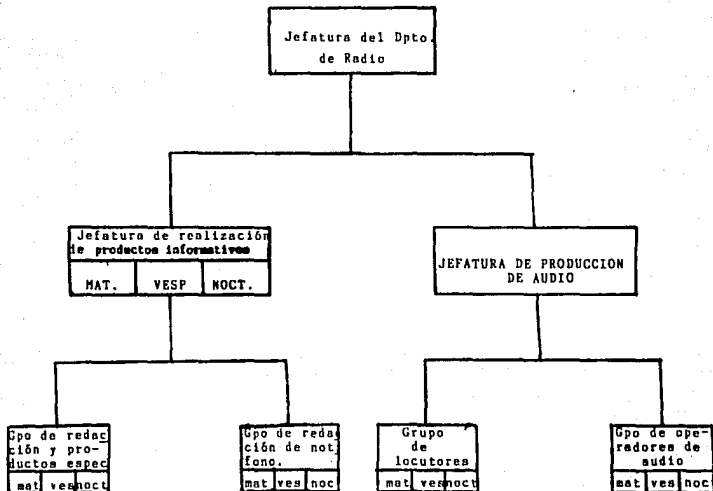 Jefatura del Dpto.
de Radio
Jefatura de realización
de productos informativos
MAT. VESP NOCT.
JEFATURA DE PRODUCCION
DE AUDIO
Gpo de redac
ción y pro-
ductos espec
mat ves noct
Gpo de reda
ción de not
fono.
mat ves noc
Grupo
de
locutores
mat ves noct
Gpo de ope-
radores de
audio
mat ves noct